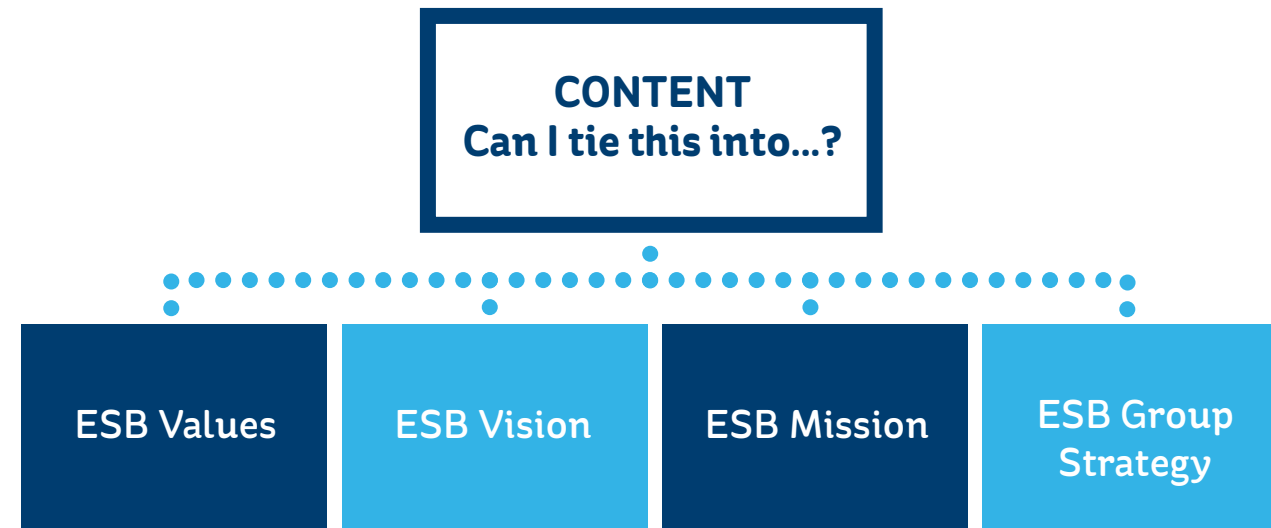 CONTENT
Can I tie this into...?
ESB Values
ESB Vision
ESB Mission
ESB Group
Strategy